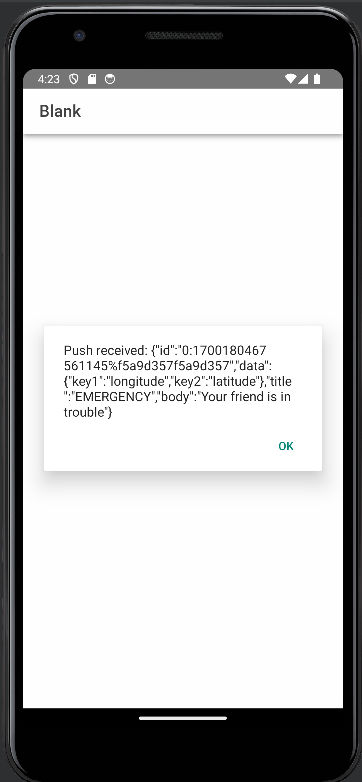 4:23
Blank
Push received: {"id":"0:1700180467
561145%f5a9d357f5a9d357","data":
{"key1":"longitude","key2":"latitude"},"title
":"EMERGENCY","body":"Your friend is in
trouble"}
OK